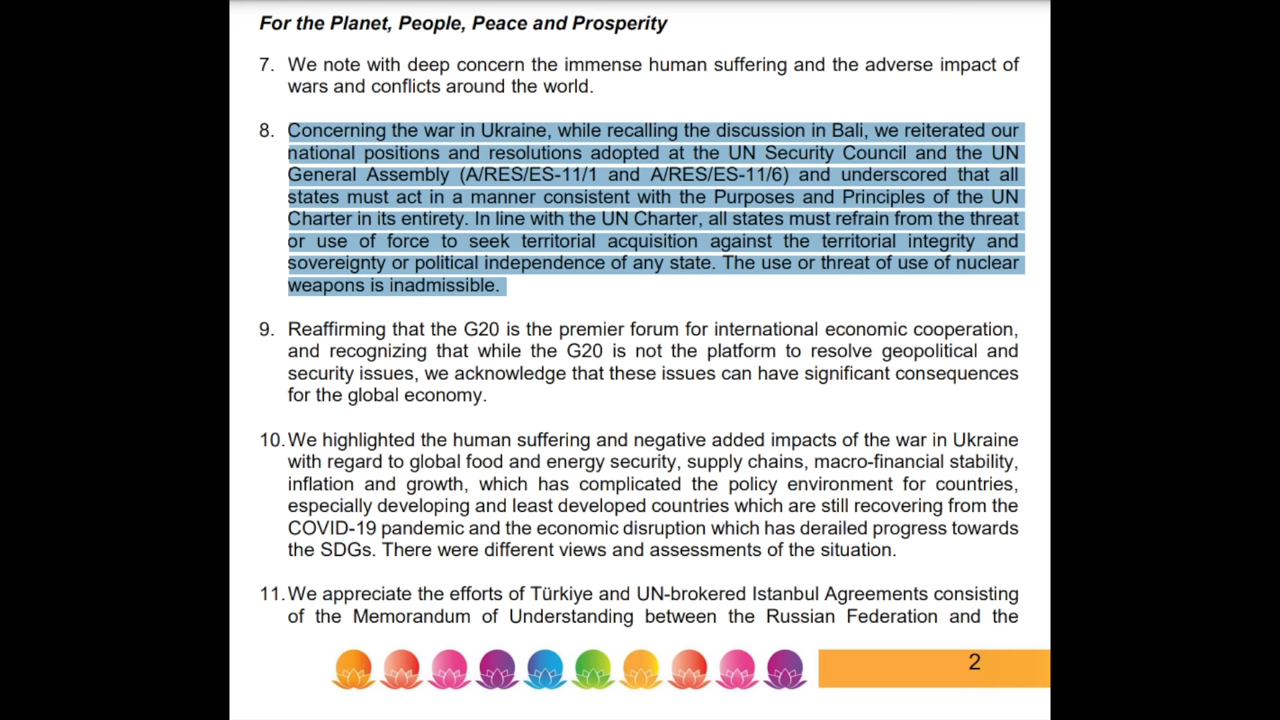 For the Planet, People, Peace and Prosperity
7. We note with deep concern the immense human suffering and the adverse impact of
wars and conflicts around the world.
8. Concerning the war in Ukraine, while recalling the discussion in Bali, we reiterated our
national positions and resolutions adopted at the UN Security Council and the UN
General Assembly (A/RES/ES-11/1 and A/RES/ES-11/6) and underscored that all
states must act in a manner consistent with the Purposes and Principles of the UN
Charter in its entirety. In line with the UN Charter, all states must refrain from the threat
or use of force to seek territorial acquisition against the territorial integrity and
sovereignty or political independence of any state. The use or threat of use of nuclear
weapons is inadmissible.
9. Reaffirming that the G20 is the premier forum for international economic cooperation,
and recognizing that while the G20 is not the platform to resolve geopolitical and
security issues, we acknowledge that these issues can have significant consequences
for the global economy.
10. We highlighted the human suffering and negative added impacts of the war in Ukraine
with regard to global food and energy security, supply chains, macro-financial stability,
inflation and growth, which has complicated the policy environment for countries,
especially developing and least developed countries which are still recovering from the
COVID-19 pandemic and the economic disruption which has derailed progress towards
the SDGs. There were different views and assessments of the situation.
11. We appreciate the efforts of Türkiye and UN-brokered Istanbul Agreements consisting
of the Memorandum of Understanding between the Russian Federation and the
2